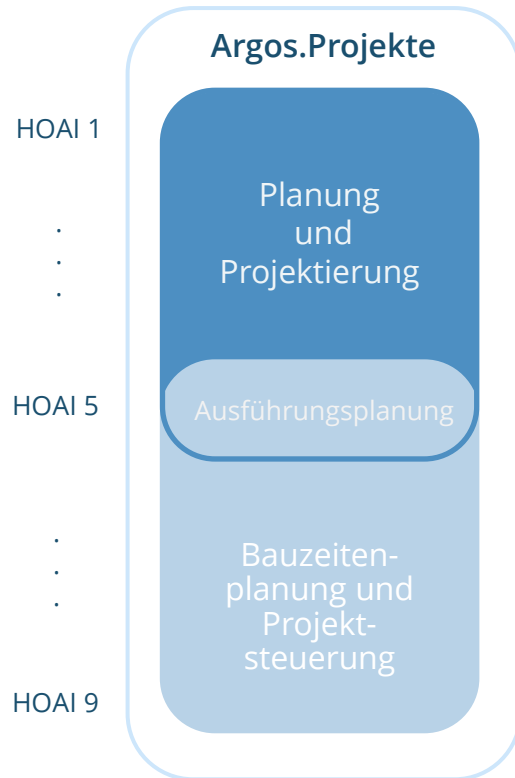 Argos.Projekte
HOAI 1
Planung
und
Projektierung
.
.
.
HOAI 5
Ausführungsplanung
.
.
.
Bauzeiten-
planung und
Projekt-
steuerung
HOAI 9